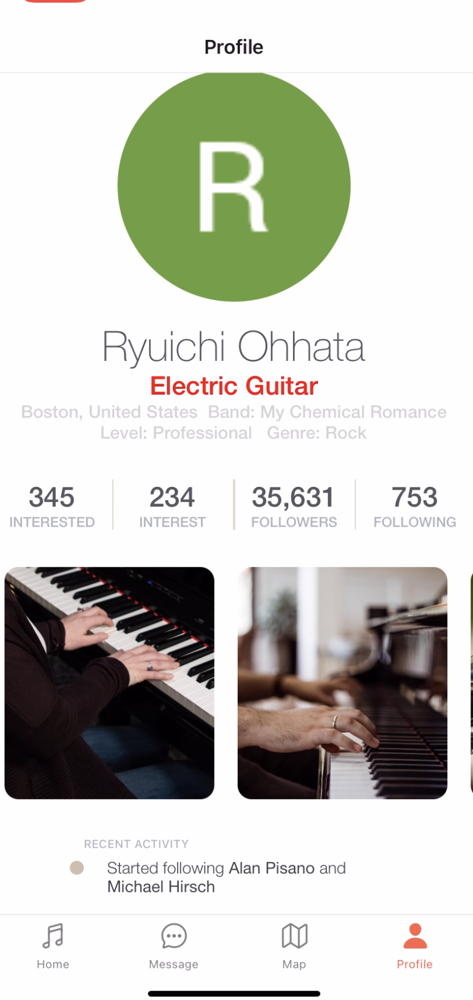 Profile
R
Ryuichi Ohhata
Electric Guitar
Boston, United States  Band: My Chemical Romance
Level: Professional   Genre: Rock
345 234 35,631 753
INTERESTED INTEREST FOLLOWERS FOLLOWING
RECENT ACTIVITY
Started following Alan Pisano and
Michael Hirsch
Home Message Map Profile